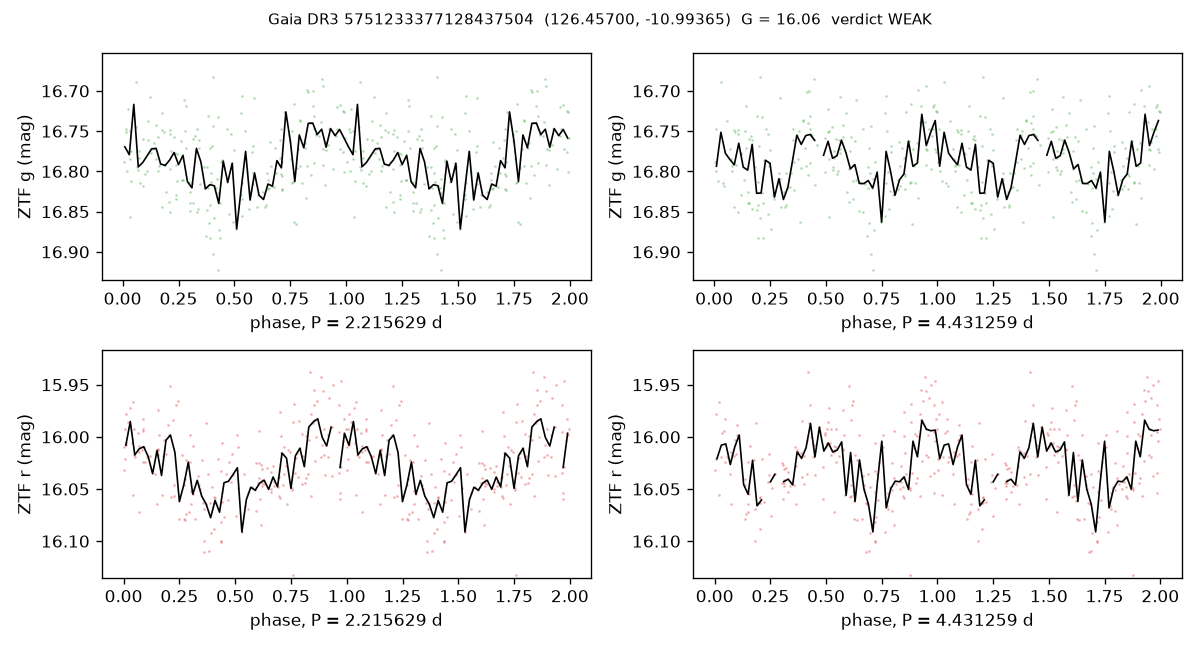 Gaia DR3 5751233377128437504  (126.45700, -10.99365)  G = 16.06  verdict WEAK
ZTF g (mag)
16.70
16.75
16.80
16.85
16.90
0.00 0.25 0.50 0.75 1.00 1.25 1.50 1.75 2.00
phase, P = 2.215629 d
ZTF g (mag)
16.70
16.75
16.80
16.85
16.90
0.00 0.25 0.50 0.75 1.00 1.25 1.50 1.75 2.00
phase, P = 4.431259 d
ZTF r (mag)
15.95
16.00
16.05
16.10
0.00 0.25 0.50 0.75 1.00 1.25 1.50 1.75 2.00
phase, P = 2.215629 d
ZTF r (mag)
15.95
16.00
16.05
16.10
0.00 0.25 0.50 0.75 1.00 1.25 1.50 1.75 2.00
phase, P = 4.431259 d